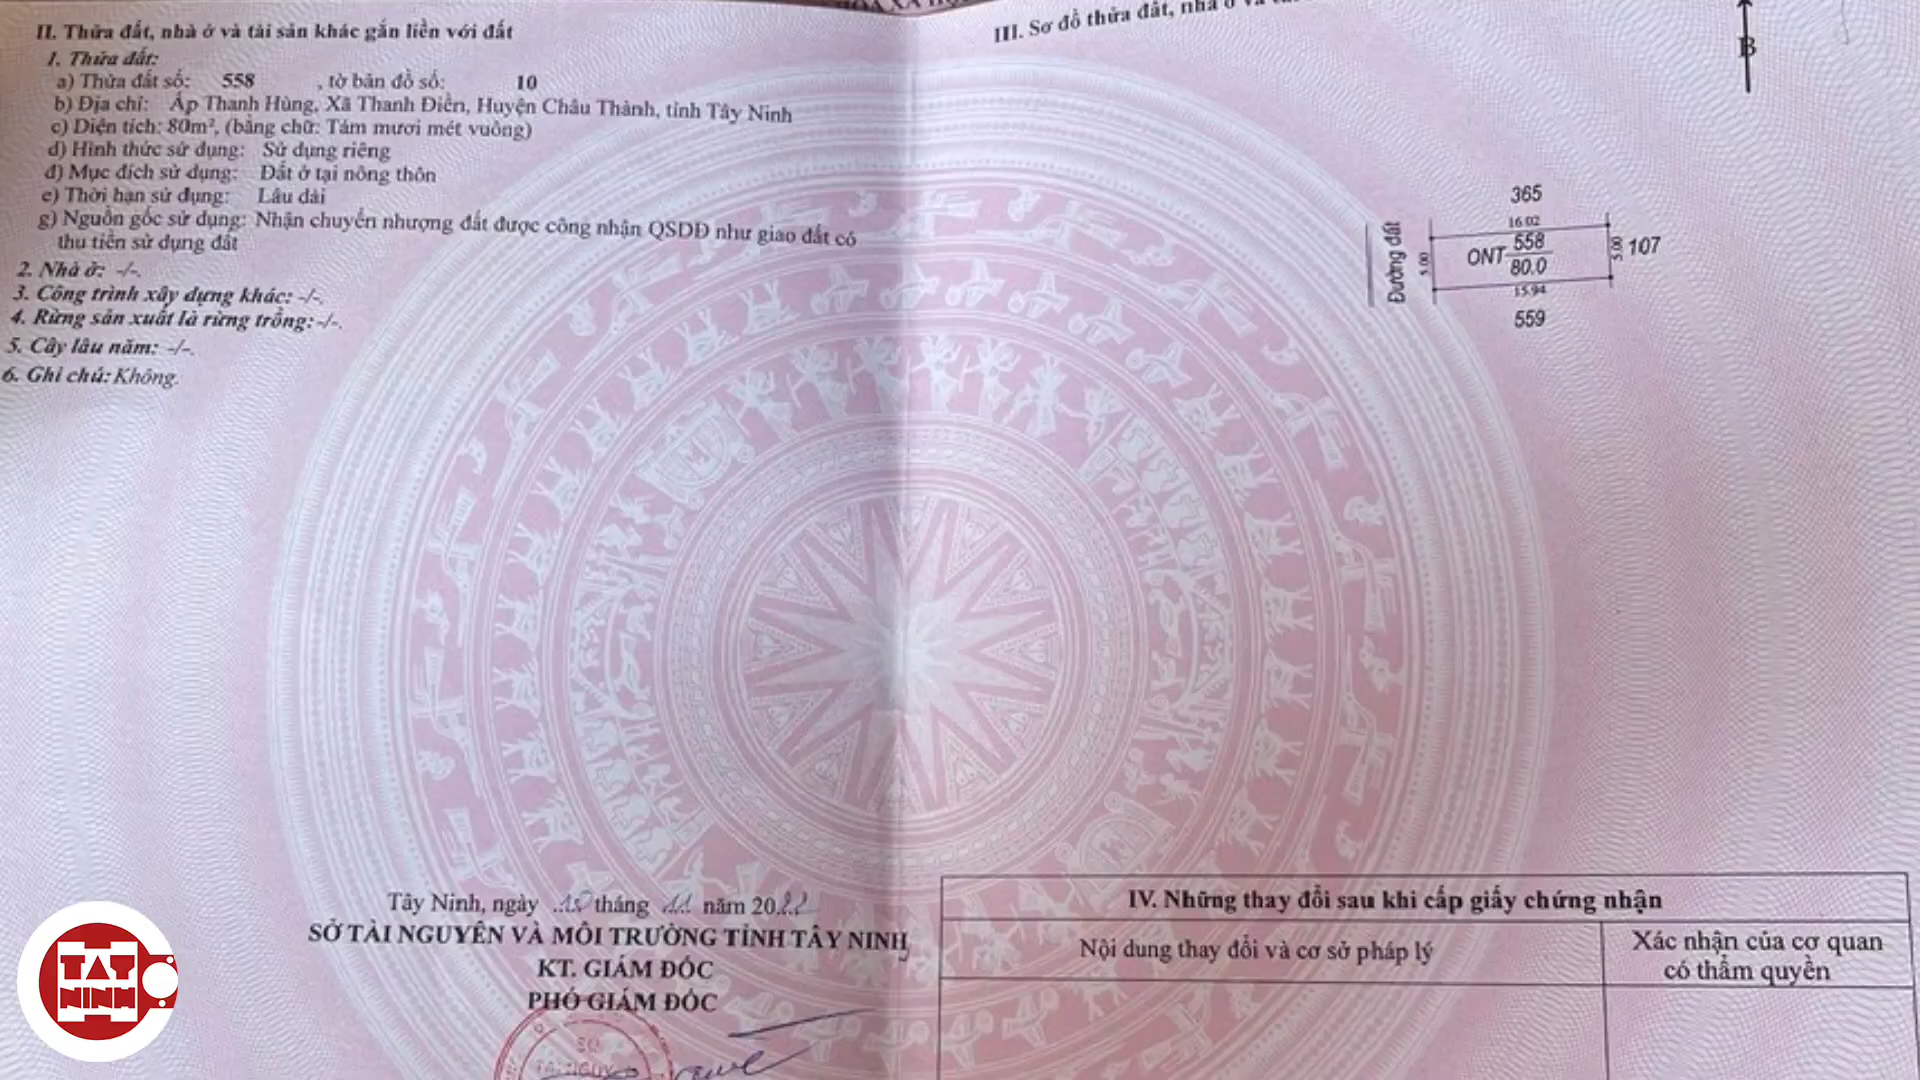 II. Thửa đất, nhà ở và tài sản khác gắn liền với đất
1. Thửa đất:
a) Thửa đất số: 558 , tờ bản đồ số: 10
b) Địa chỉ: Ấp Thanh Hùng, Xã Thanh Điền, Huyện Châu Thành, tỉnh Tây Ninh
c) Diện tích: 80m², (bằng chữ: Tám mươi mét vuông)
d) Hình thức sử dụng: Sử dụng riêng
đ) Mục đích sử dụng: Đất ở tại nông thôn
e) Thời hạn sử dụng: Lâu dài
g) Nguồn gốc sử dụng: Nhận chuyển nhượng đất được công nhận QSDĐ như giao đất có
thu tiền sử dụng đất
2. Nhà ở: -/-.
3. Công trình xây dựng khác: -/-.
4. Rừng sản xuất là rừng trồng: -/-.
5. Cây lâu năm: -/-.
6. Ghi chú: Không.
Tây Ninh, ngày 10 tháng 11 năm 2022
SỞ TÀI NGUYÊN VÀ MÔI TRƯỜNG TỈNH TÂY NINH
KT. GIÁM ĐỐC
PHÓ GIÁM ĐỐC
SỞ
TÀI NGUY
TAY
NINH
III. Sơ đồ thửa đất, nhà ở và
B
365
16.02
Đường đất
5.00
ONT 558
80.0
5.00
107
15.94
559
IV. Những thay đổi sau khi cấp giấy chứng nhận
Nội dung thay đổi và cơ sở pháp lý
Xác nhận của cơ quan
có thẩm quyền